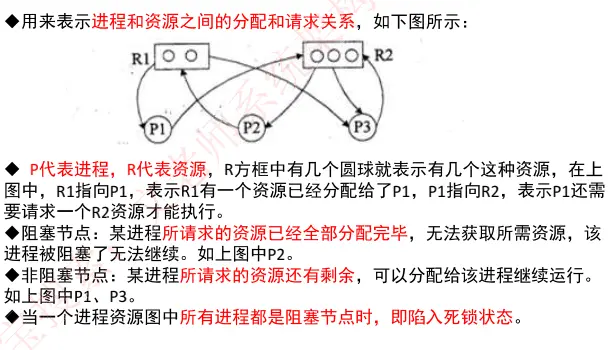 ◆用来表示进程和资源之间的分配和请求关系，如下图所示：
R1
R2
P1
P2
P3
◆ P代表进程，R代表资源，R方框中有几个圆球就表示有几个这种资源，在上
图中，R1指向P1，表示R1有一个资源已经分配给了P1，P1指向R2，表示P1还需
要请求一个R2资源才能执行。
◆阻塞节点：某进程所请求的资源已经全部分配完毕，无法获取所需资源，该
进程被阻塞了无法继续。如上图中P2。
◆非阻塞节点：某进程所请求的资源还有剩余，可以分配给该进程继续运行。
如上图中P1、P3。
◆当一个进程资源图中所有进程都是阻塞节点时，即陷入死锁状态。